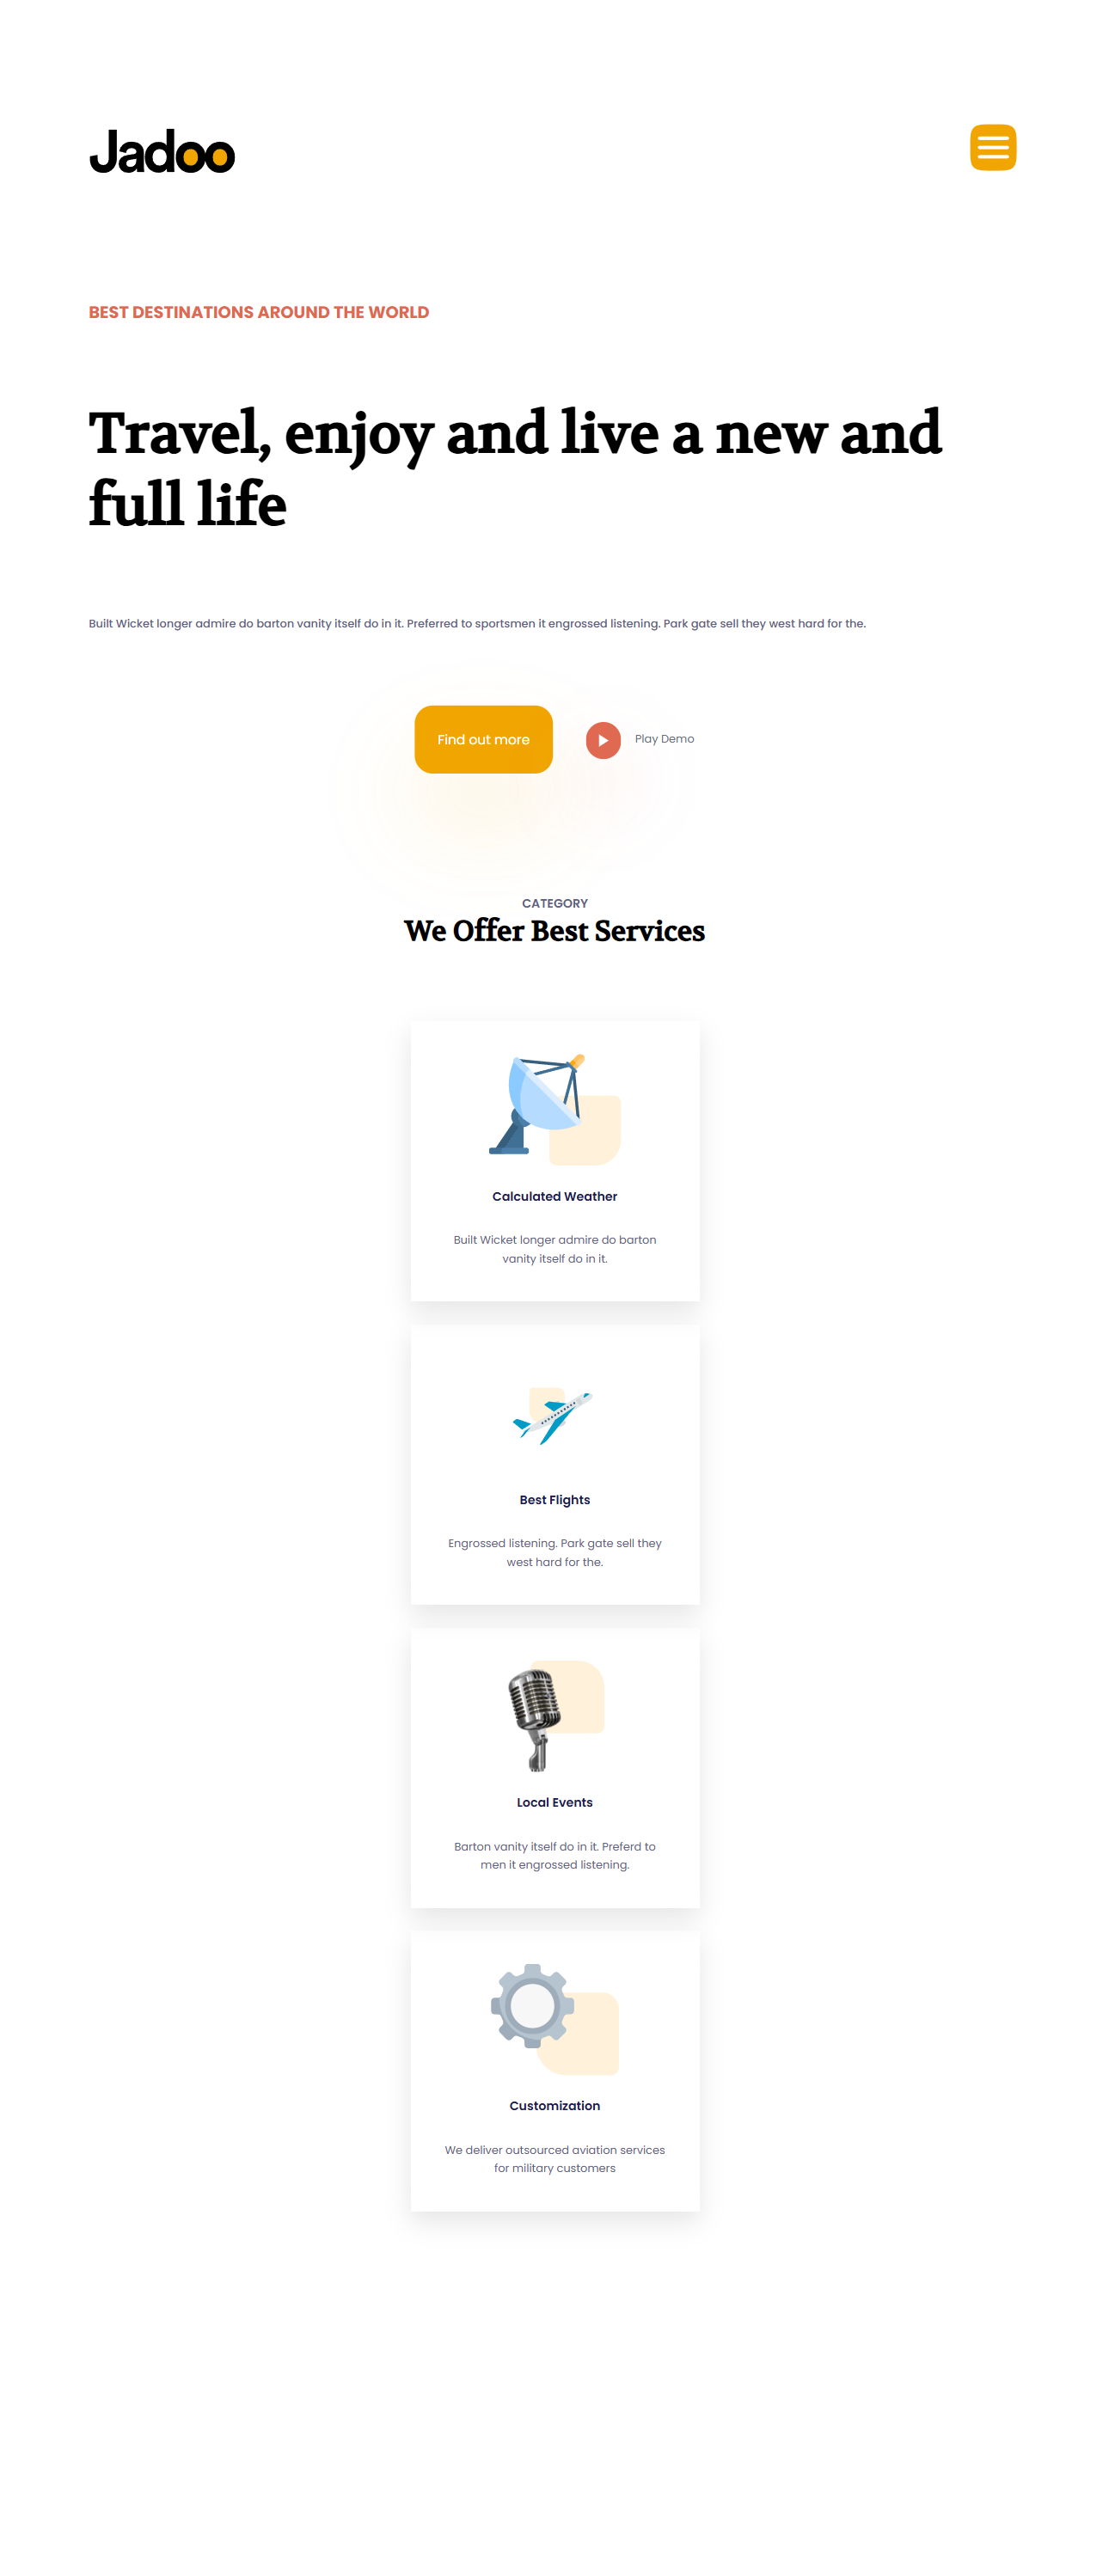 Jadoo
BEST DESTINATIONS AROUND THE WORLD
Travel, enjoy and live a new and
full life
Built Wicket longer admire do barton vanity itself do in it. Preferred to sportsmen it engrossed listening. Park gate sell they west hard for the.
Find out more
Play Demo
CATEGORY
We Offer Best Services
Calculated Weather
Built Wicket longer admire do barton
vanity itself do in it.
Best Flights
Engrossed listening. Park gate sell they
west hard for the.
Local Events
Barton vanity itself do in it. Preferd to
men it engrossed listening.
Customization
We deliver outsourced aviation services
for military customers